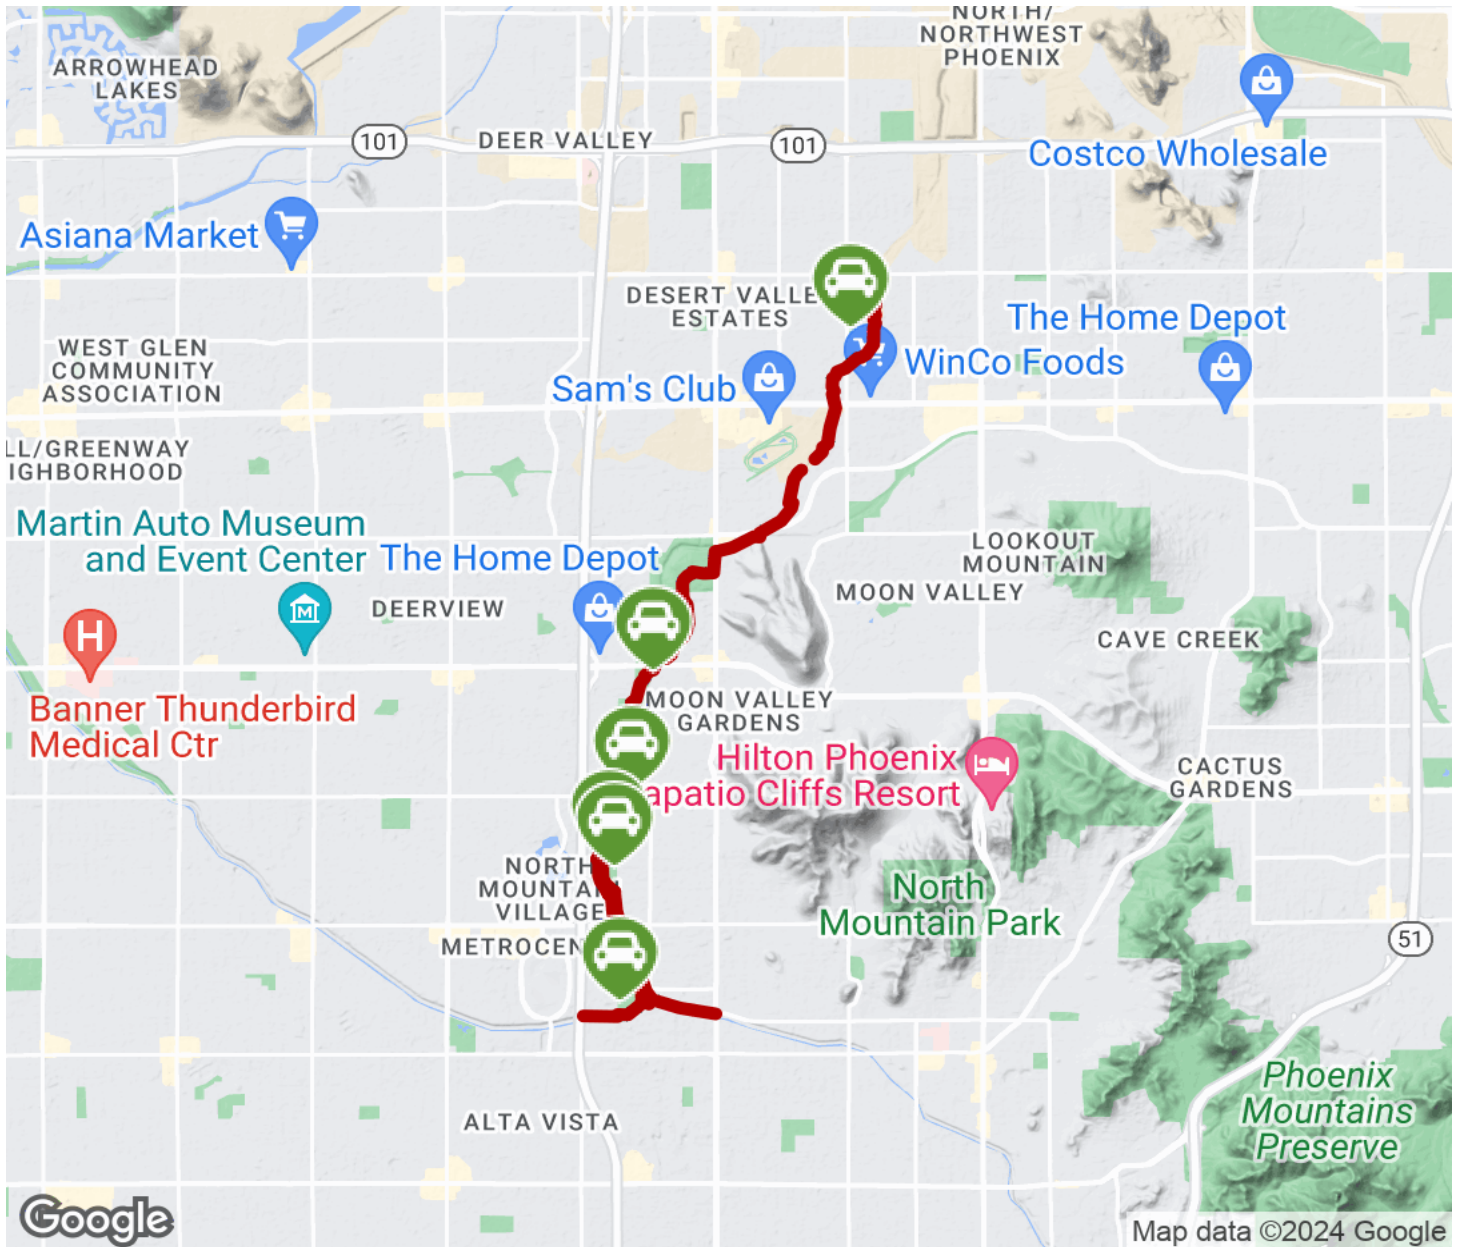 NORTH/
NORTHWEST
PHOENIX
ARROWHEAD
LAKES
101
DEER VALLEY
101
Costco Wholesale
Asiana Market
DESERT VALLE
ESTATES
The Home Depot
WEST GLEN
COMMUNITY
ASSOCIATION
Sam's Club
WinCo Foods
LL/GREENWAY
IGHBORHOOD
Martin Auto Museum
and Event Center
The Home Depot
LOOKOUT
MOUNTAIN
DEERVIEW
MOON VALLEY
M
H
CAVE CREEK
Banner Thunderbird
Medical Ctr
MOON VALLEY
GARDENS
Hilton Phoenix
apatio Cliffs Resort
CACTUS
GARDENS
NORTH
MOUNTAI
VILLAGE
North
Mountain Park
METROCEN
51
Phoenix
Mountains
Preserve
ALTA VISTA
Google
Map data ©2024 Google